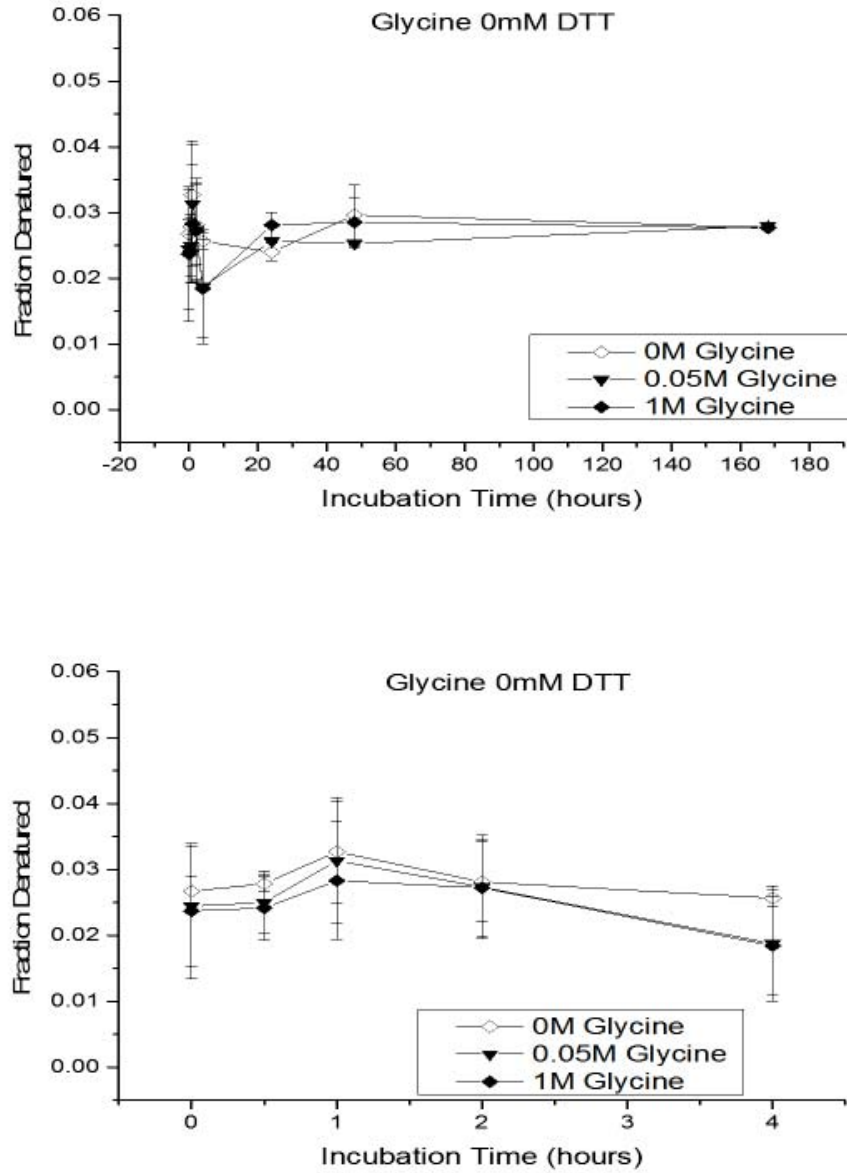 Glycine 0mM DTT
0.06
0.05
0.04
0.03
0.02
0.01
0.00
Fraction Denatured
-20 0 20 40 60 80 100 120 140 160 180
Incubation Time (hours)
0M Glycine
0.05M Glycine
1M Glycine
Glycine 0mM DTT
0.06
0.05
0.04
0.03
0.02
0.01
0.00
Fraction Denatured
0 1 2 3 4
Incubation Time (hours)
0M Glycine
0.05M Glycine
1M Glycine